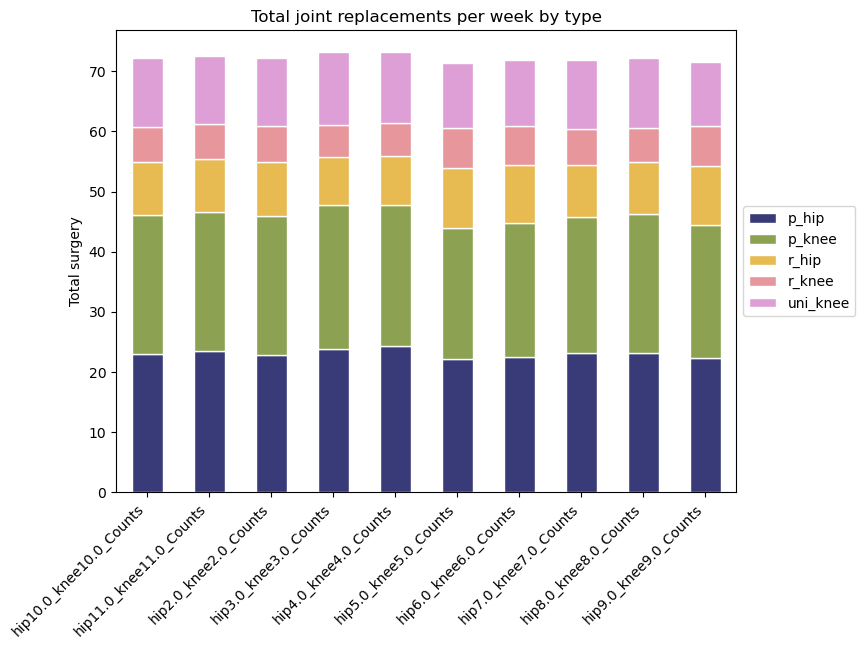 Total joint replacements per week by type
Total surgery
70
60
50
40
30
20
10
0
hip10.0_knee10.0_Counts
hip11.0_knee11.0_Counts
hip2.0_knee2.0_Counts
hip3.0_knee3.0_Counts
hip4.0_knee4.0_Counts
hip5.0_knee5.0_Counts
hip6.0_knee6.0_Counts
hip7.0_knee7.0_Counts
hip8.0_knee8.0_Counts
hip9.0_knee9.0_Counts
p_hip
p_knee
r_hip
r_knee
uni_knee